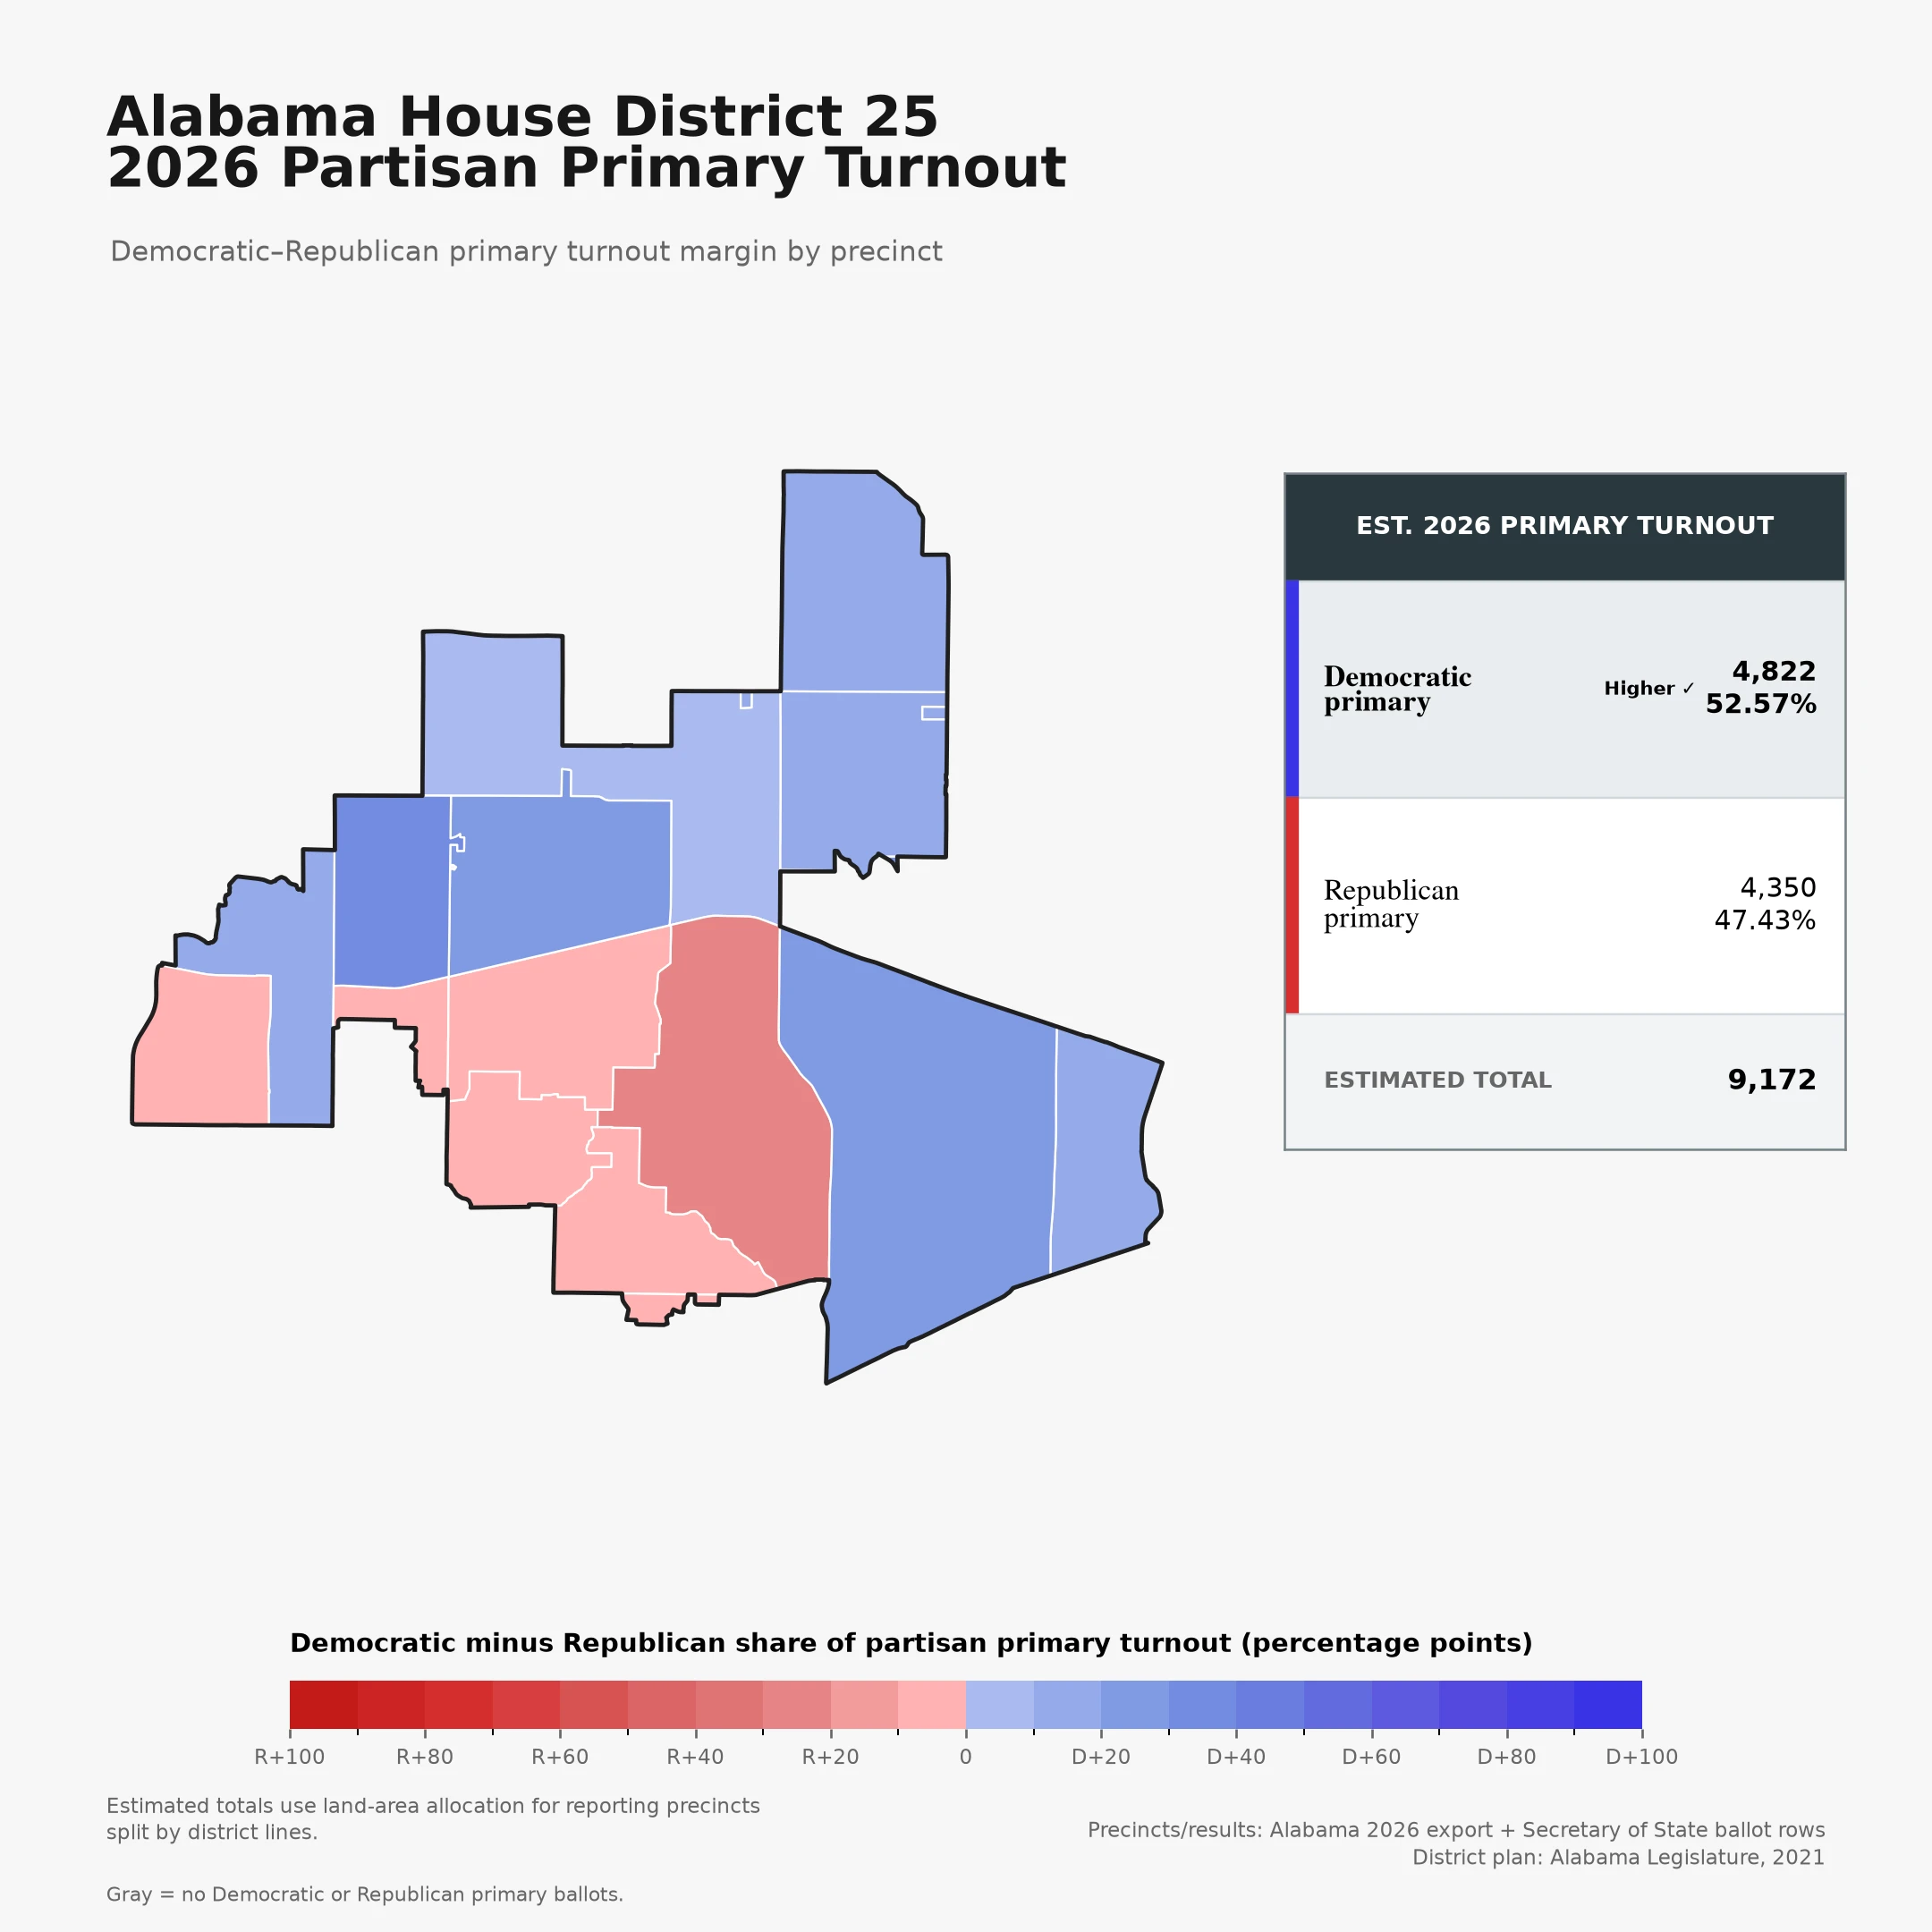 Alabama House District 25
2026 Partisan Primary Turnout
Democratic–Republican primary turnout margin by precinct
EST. 2026 PRIMARY TURNOUT
Democratic
primary
Higher ✓
4,822
52.57%
Republican
primary
4,350
47.43%
ESTIMATED TOTAL
9,172
Democratic minus Republican share of partisan primary turnout (percentage points)
R+100 R+80 R+60 R+40 R+20 0 D+20 D+40 D+60 D+80 D+100
Estimated totals use land-area allocation for reporting precincts
split by district lines.
Gray = no Democratic or Republican primary ballots.
Precincts/results: Alabama 2026 export + Secretary of State ballot rows
District plan: Alabama Legislature, 2021